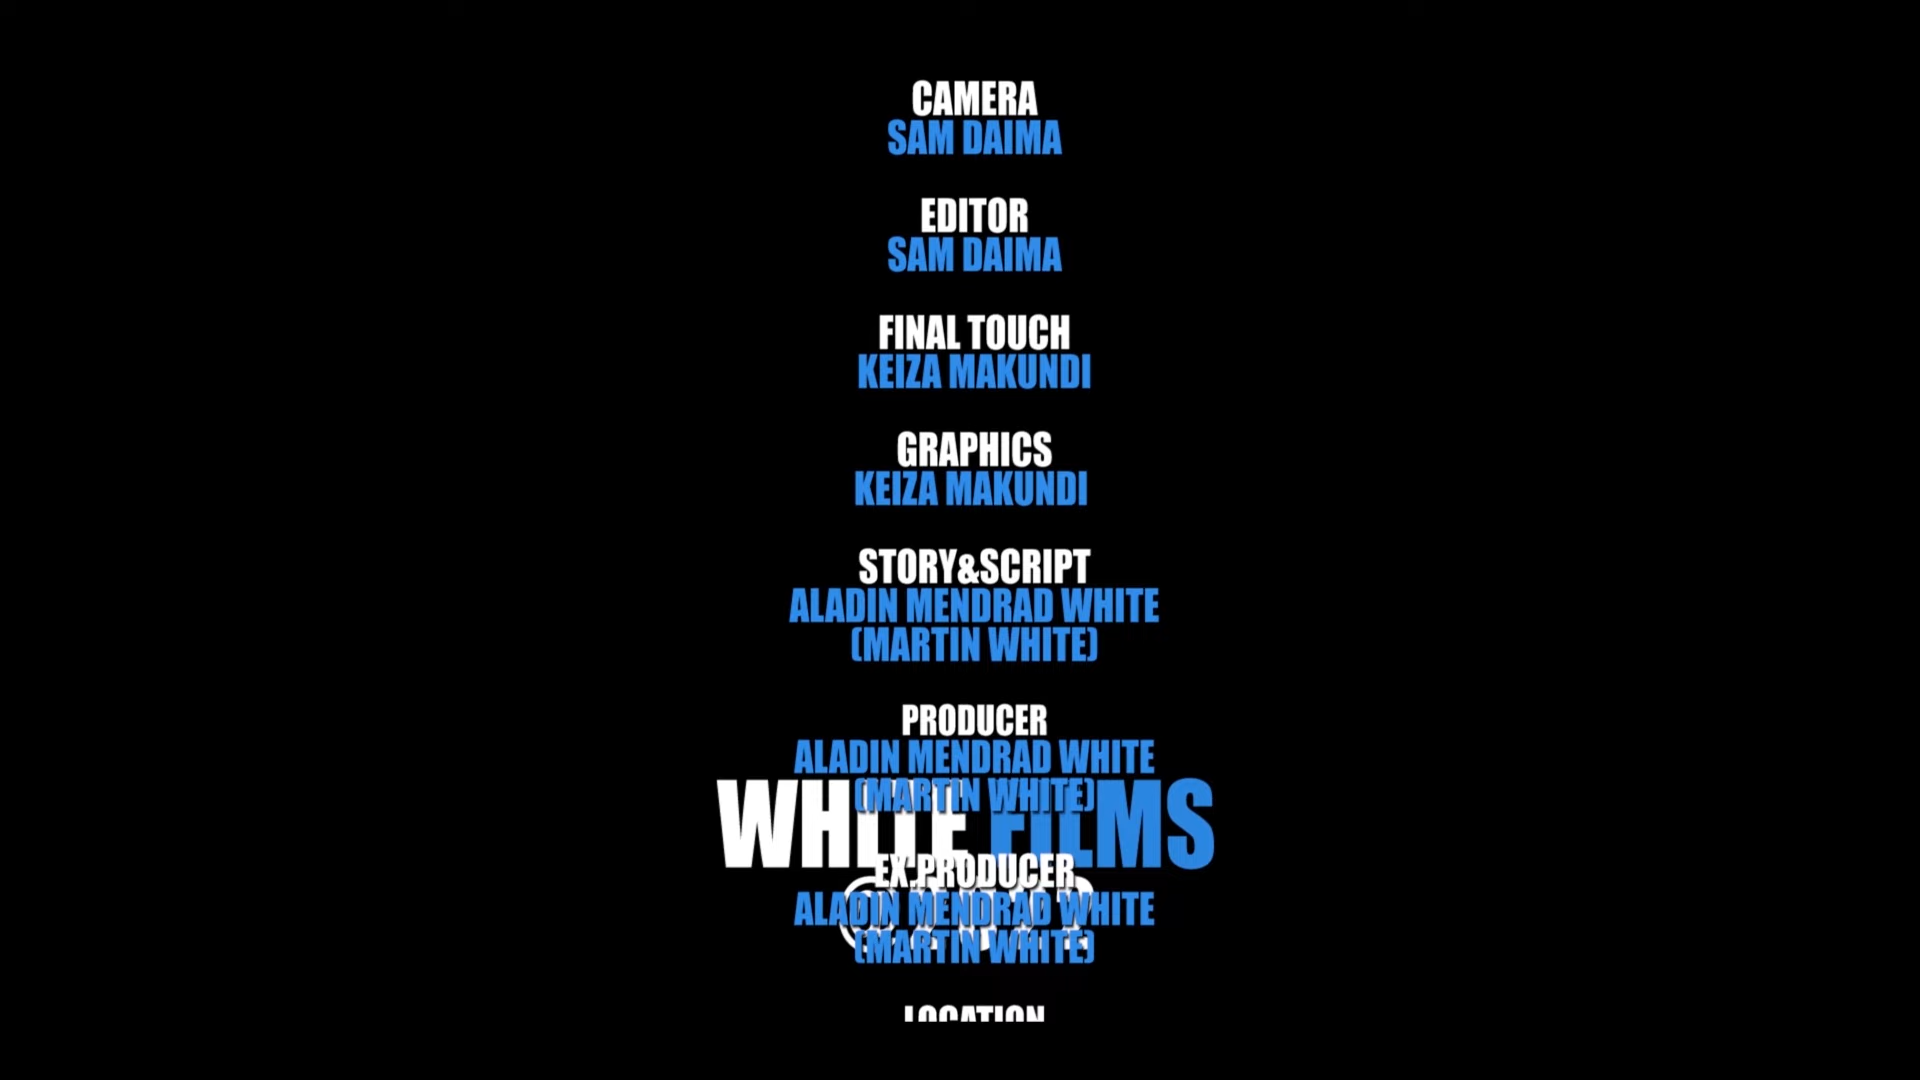 CAMERA
SAM DAIMA
EDITOR
SAM DAIMA
FINAL TOUCH
KEIZA MAKUNDI
GRAPHICS
KEIZA MAKUNDI
STORY&SCRIPT
ALADIN MENDRAD WHITE
(MARTIN WHITE)
PRODUCER
ALADIN MENDRAD WHITE
(MARTIN WHITE)
WHITE FILMS
EX.PRODUCER
ALADIN MENDRAD WHITE
(MARTIN WHITE)
LOCATION